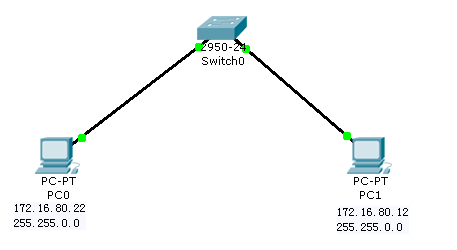 2950-24
Switch0
PC-PT
PC0
172.16.80.22
255.255.0.0
PC-PT
PC1
172.16.80.12
255.255.0.0